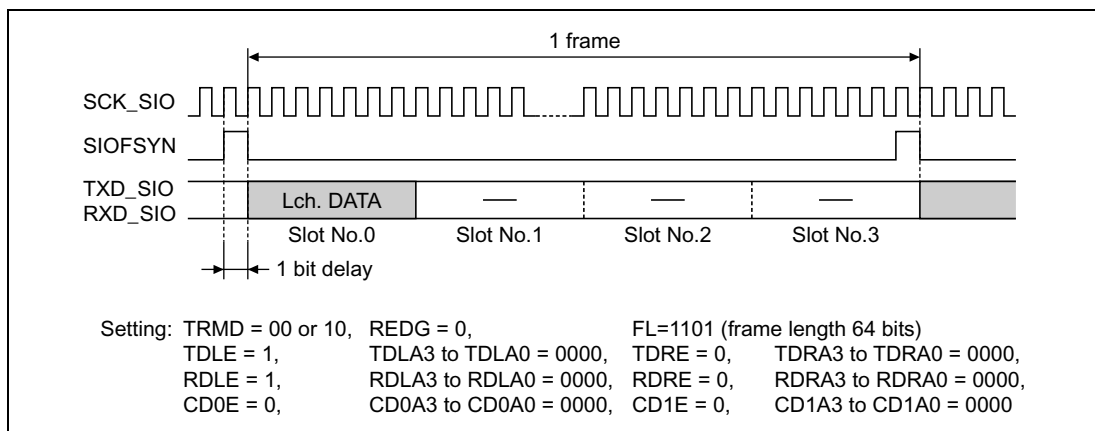 1 frame
SCK_SIO
SIOFSYN
TXD_SIO
RXD_SIO
Lch. DATA
Slot No.0 Slot No.1 Slot No.2 Slot No.3
1 bit delay
Setting: TRMD = 00 or 10, REDG = 0, FL=1101 (frame length 64 bits)
TDLE = 1, TDLA3 to TDLA0 = 0000, TDRE = 0, TDRA3 to TDRA0 = 0000,
RDLE = 1, RDLA3 to RDLA0 = 0000, RDRE = 0, RDRA3 to RDRA0 = 0000,
CD0E = 0, CD0A3 to CD0A0 = 0000, CD1E = 0, CD1A3 to CD1A0 = 0000